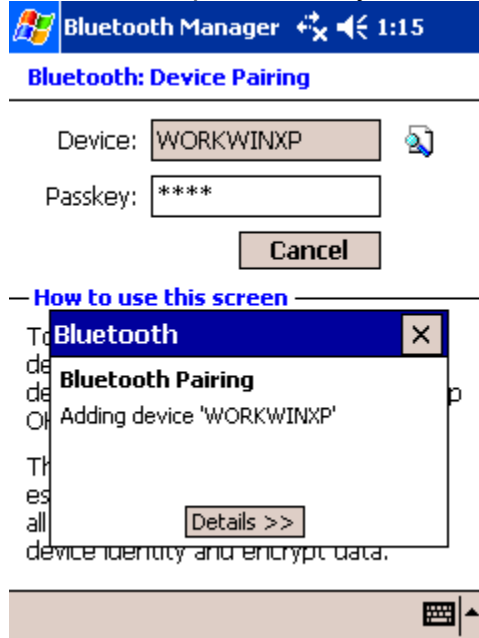 Bluetooth Manager 1:15
Bluetooth: Device Pairing
Device: WORKWINXP
Passkey: ****
Cancel
How to use this screen
Bluetooth
Bluetooth Pairing
Adding device 'WORKWINXP'
Details >>
device identity and encrypt data.